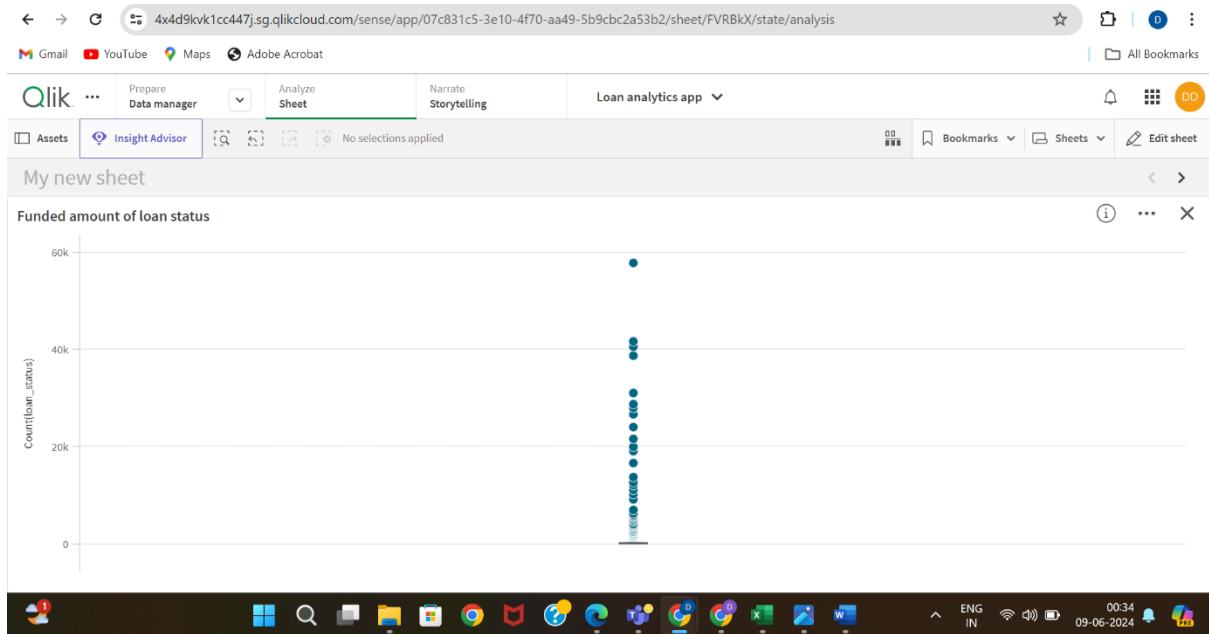 4x4d9kvk1cc447j.sg.qlikcloud.com/sense/app/07c831c5-3e10-4f70-aa49-5b9cbc2a53b2/sheet/FVRBkX/state/analysis
D
Gmail YouTube Maps Adobe Acrobat All Bookmarks
Qlik
Prepare
Data manager
Analyze
Sheet
Narrate
Storytelling
Loan analytics app
DD
Assets Insight Advisor No selections applied Bookmarks Sheets Edit sheet
My new sheet
Funded amount of loan status
60k
40k
20k
0
Count(loan_status)
1
ENG
IN
00:34
09-06-2024
PRE